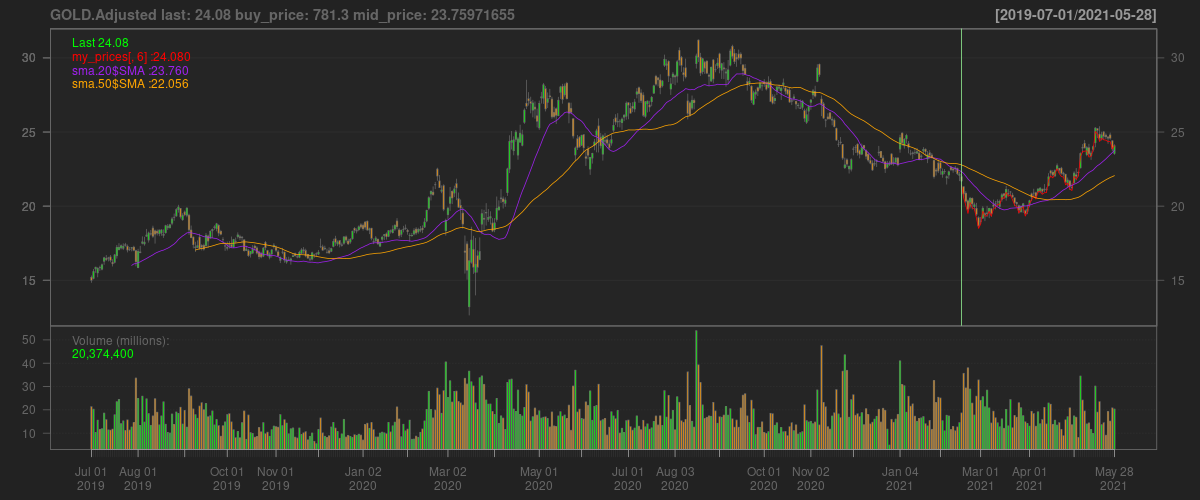 GOLD.Adjusted last: 24.08 buy_price: 781.3 mid_price: 23.75971655 [2019-07-01/2021-05-28]
Last 24.08
my_prices[, 6] :24.080
sma.20$SMA :23.760
sma.50$SMA :22.056
30 30
25 25
20 20
15 15
Volume (millions):
20,374,400
50
40
30
20
10
Jul 01 Aug 01 Oct 01 Nov 01 Jan 02 Mar 02 May 01 Jul 01 Aug 03 Oct 01 Nov 02 Jan 04 Mar 01 Apr 01 May 28
2019 2019 2019 2019 2020 2020 2020 2020 2020 2020 2020 2021 2021 2021 2021